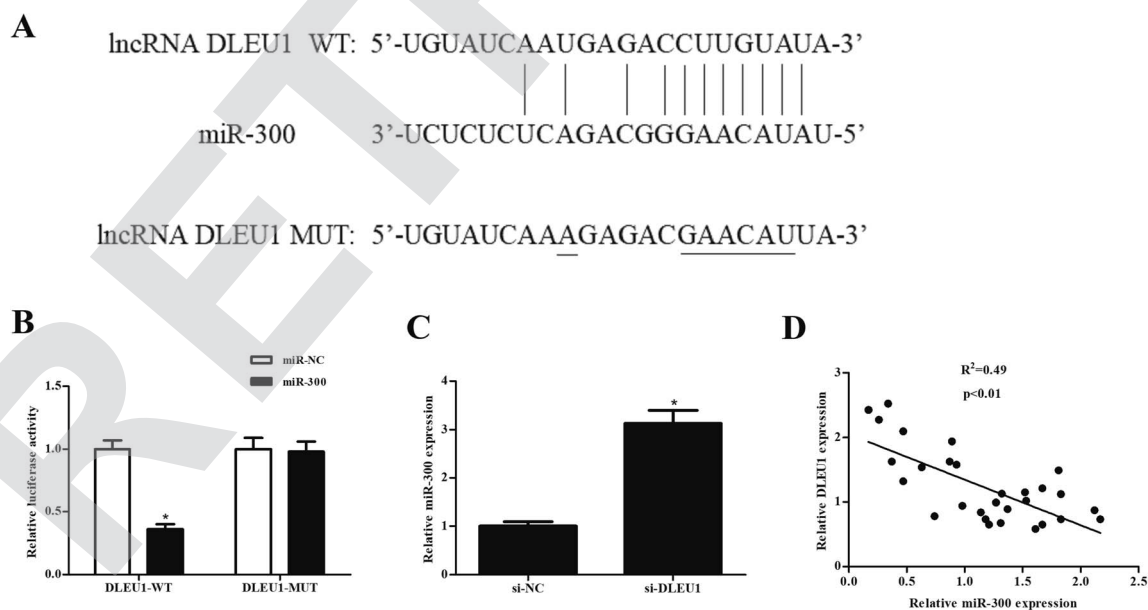 A
lncRNA DLEU1 WT: 5’-UGUAUCAAUGAGACCUUGUAUA-3’
miR-300 3’-UCUCUCUCAGACGGGAACAUAU-5’
lncRNA DLEU1 MUT: 5’-UGUAUCAAAGAGACGAACAUUA-3’
B
miR-NC
miR-300
Relative luciferase activity
1.5
1.0
0.5
0.0
*
DLEU1-WT DLEU1-MUT
C
Relative miR-300 expression
4
3
2
1
0
*
si-NC si-DLEU1
D
R²=0.49
p<0.01
Relative DLEU1 expression
3
2
1
0
0.0 0.5 1.0 1.5 2.0 2.5
Relative miR-300 expression